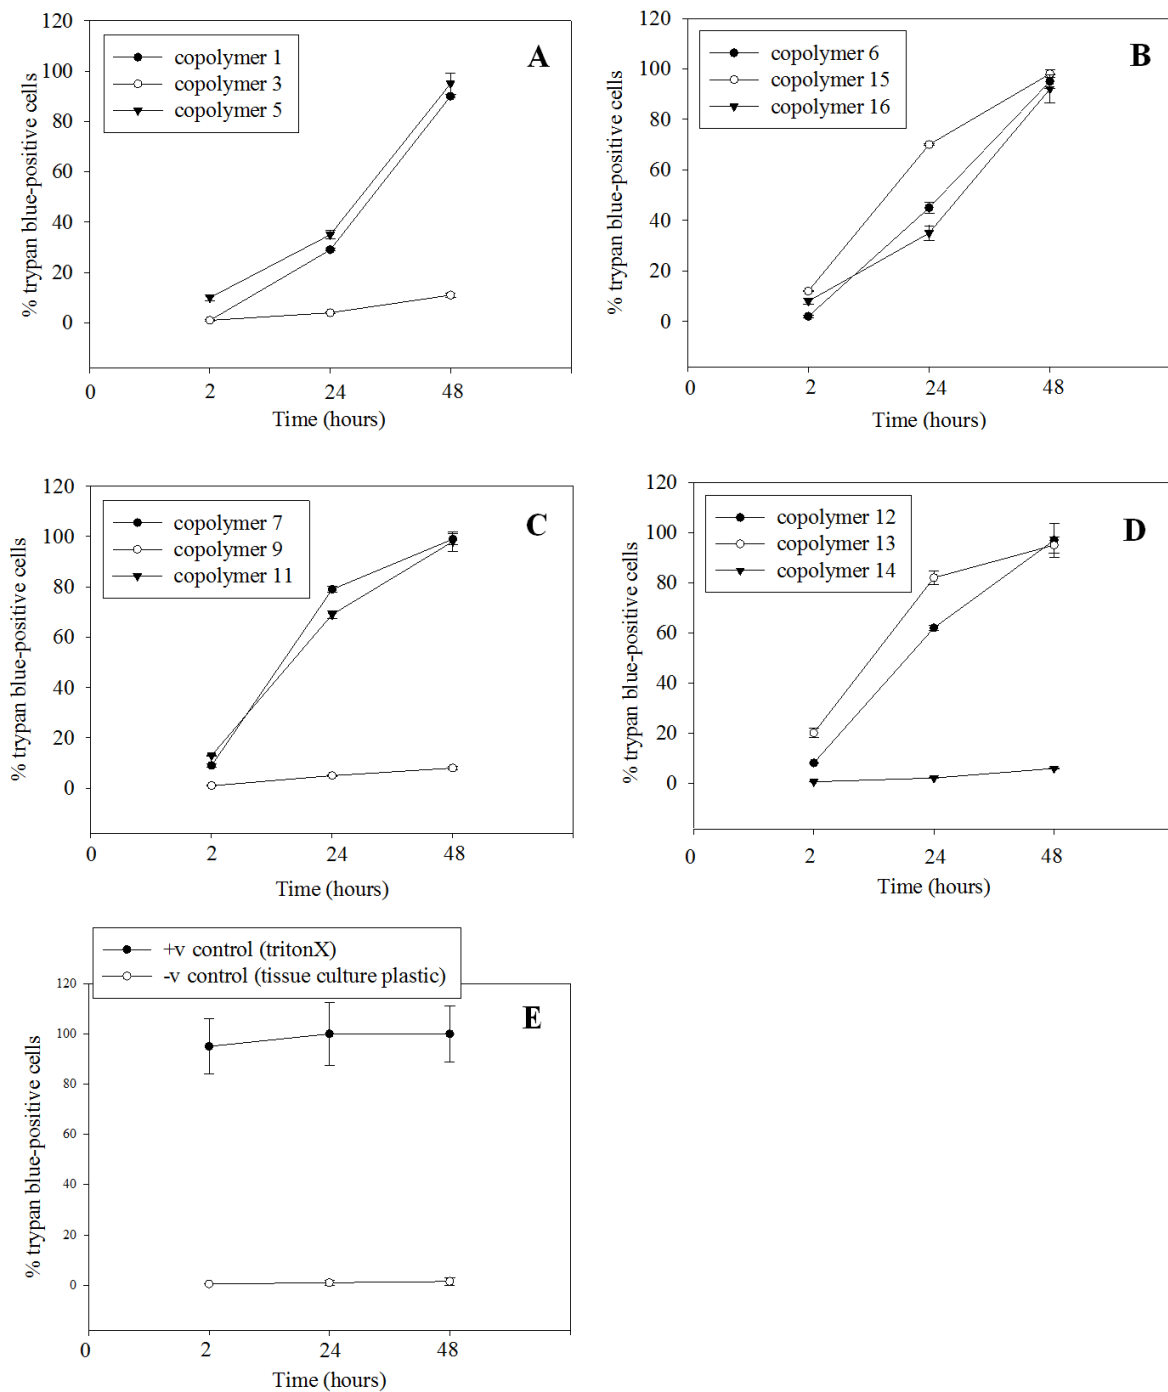 120
100
80
60
40
20
0
% trypan blue-positive cells
copolymer 1
copolymer 3
copolymer 5
A
0
2
24
48
Time (hours)
120
100
80
60
40
20
0
% trypan blue-positive cells
copolymer 6
copolymer 15
copolymer 16
B
0
2
24
48
Time (hours)
120
100
80
60
40
20
0
% trypan blue-positive cells
copolymer 7
copolymer 9
copolymer 11
C
0
2
24
48
Time (hours)
120
100
80
60
40
20
0
% trypan blue-positive cells
copolymer 12
copolymer 13
copolymer 14
D
0
2
24
48
Time (hours)
+v control (tritonX)
-v control (tissue culture plastic)
120
100
80
60
40
20
0
% trypan blue-positive cells
E
0
2
24
48
Time (hours)